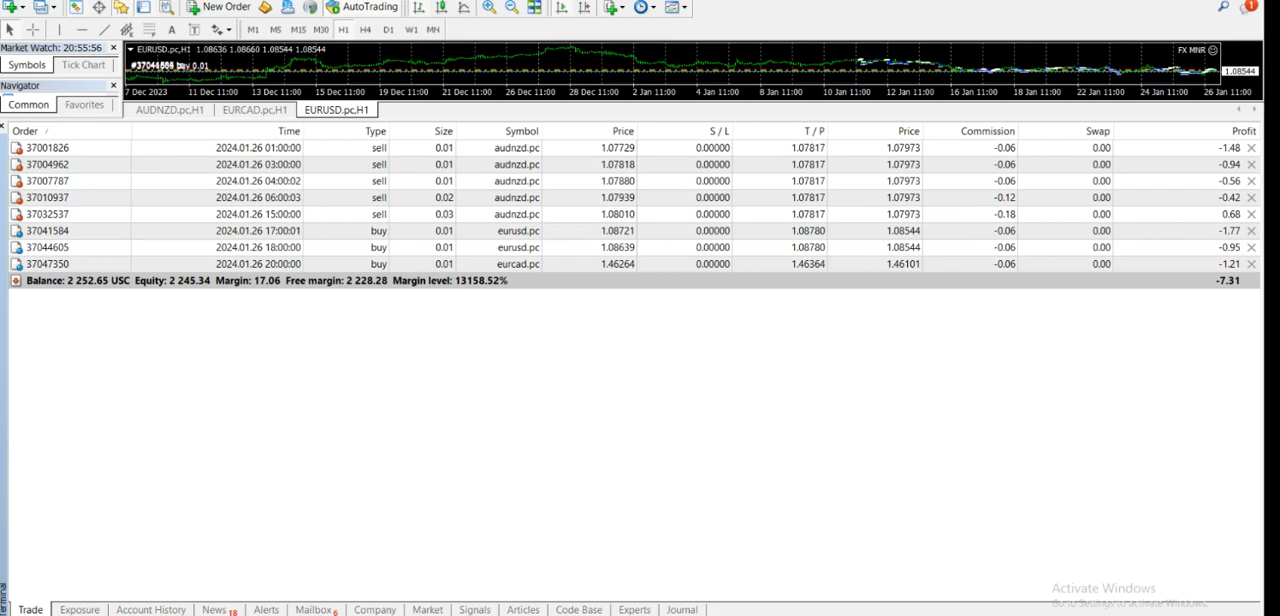 New Order AutoTrading 1
M1 M5 M15 M30 H1 H4 D1 W1 MN
Market Watch: 20:55:56
Symbols Tick Chart
Navigator
Common Favorites
EURUSD.pc,H1 1.08636 1.08660 1.08544 1.08544
FX MNR
buy 0.01
1.08544
7 Dec 2023 11 Dec 11:00 13 Dec 11:00 15 Dec 11:00 19 Dec 11:00 21 Dec 11:00 26 Dec 11:00 28 Dec 11:00 2 Jan 11:00 4 Jan 11:00 8 Jan 11:00 10 Jan 11:00 12 Jan 11:00 16 Jan 11:00 18 Jan 11:00 22 Jan 11:00 24 Jan 11:00 26 Jan 11:00
AUDNZD.pc,H1 EURCAD.pc,H1 EURUSD.pc,H1
Order Time Type Size Symbol Price S / L T / P Price Commission Swap Profit
37001826 2024.01.26 01:00:00 sell 0.01 audnzd.pc 1.07729 0.00000 1.07817 1.07973 -0.06 0.00 -1.48
37004962 2024.01.26 03:00:00 sell 0.01 audnzd.pc 1.07818 0.00000 1.07817 1.07973 -0.06 0.00 -0.94
37007787 2024.01.26 04:00:02 sell 0.01 audnzd.pc 1.07880 0.00000 1.07817 1.07973 -0.06 0.00 -0.56
37010937 2024.01.26 06:00:03 sell 0.02 audnzd.pc 1.07939 0.00000 1.07817 1.07973 -0.12 0.00 -0.42
37032537 2024.01.26 15:00:00 sell 0.03 audnzd.pc 1.08010 0.00000 1.07817 1.07973 -0.18 0.00 0.68
37041584 2024.01.26 17:00:01 buy 0.01 eurusd.pc 1.08721 0.00000 1.08780 1.08544 -0.06 0.00 -1.77
37044605 2024.01.26 18:00:00 buy 0.01 eurusd.pc 1.08639 0.00000 1.08780 1.08544 -0.06 0.00 -0.95
37047350 2024.01.26 20:00:00 buy 0.01 eurcad.pc 1.46264 0.00000 1.46364 1.46101 -0.06 0.00 -1.21
Balance: 2 252.65 USC Equity: 2 245.34 Margin: 17.06 Free margin: 2 228.28 Margin level: 13158.52% -7.31
Activate Windows
Go to Settings to activate Windows.
Terminal
Trade Exposure Account History News 18 Alerts Mailbox 6 Company Market Signals Articles Code Base Experts Journal